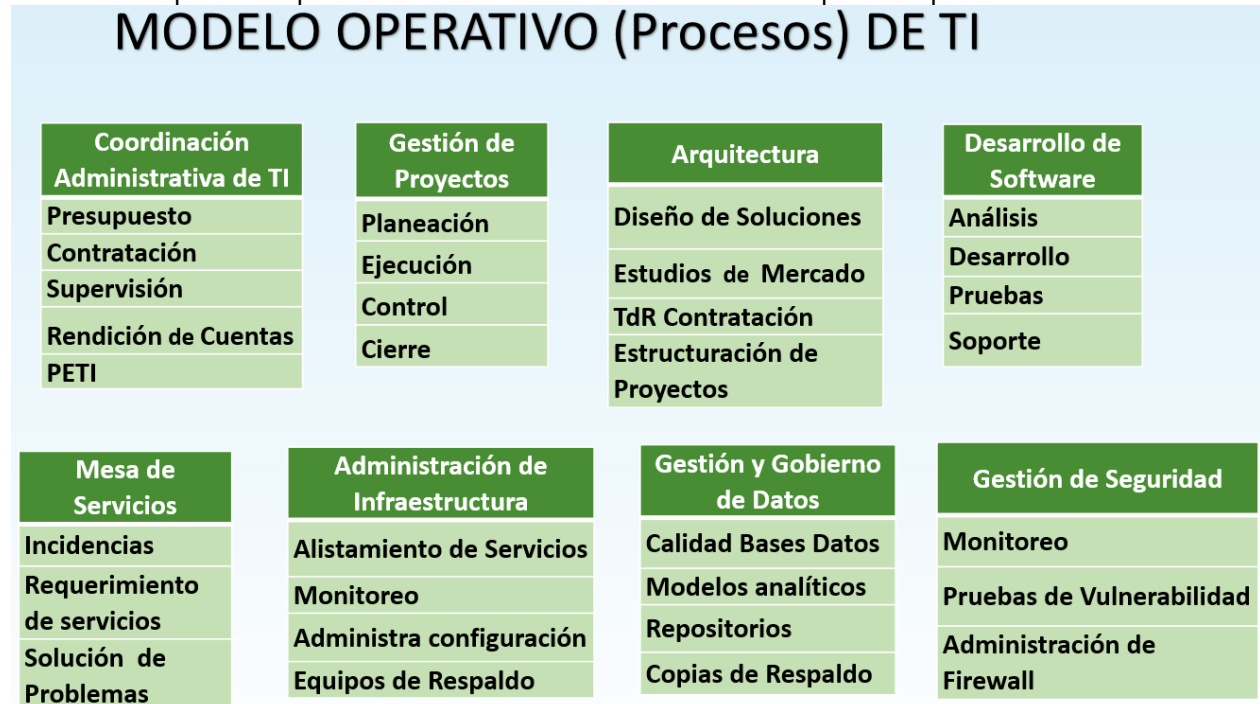 MODELO OPERATIVO (Procesos) DE TI
Coordinación
Administrativa de TI
Presupuesto
Contratación
Supervisión
Rendición de Cuentas
PETI
Gestión de
Proyectos
Planeación
Ejecución
Control
Cierre
Arquitectura
Diseño de Soluciones
Estudios de Mercado
TdR Contratación
Estructuración de
Proyectos
Desarrollo de
Software
Análisis
Desarrollo
Pruebas
Soporte
Mesa de
Servicios
Incidencias
Requerimiento
de servicios
Solución de
Problemas
Administración de
Infraestructura
Alistamiento de Servicios
Monitoreo
Administra configuración
Equipos de Respaldo
Gestión y Gobierno
de Datos
Calidad Bases Datos
Modelos analíticos
Repositorios
Copias de Respaldo
Gestión de Seguridad
Monitoreo
Pruebas de Vulnerabilidad
Administración de
Firewall